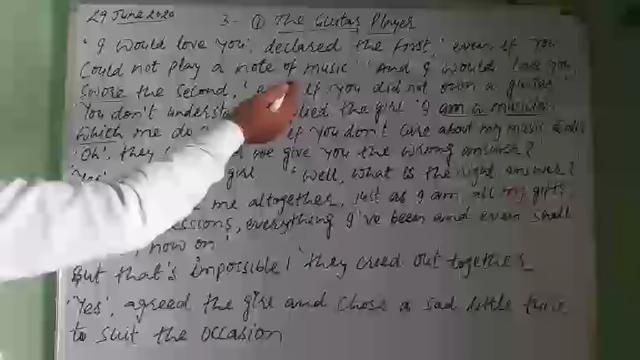 29 June 2020
3- ① The Guitar Player
'I would love you', declared the first, 'even if you
Could not play a note of music' 'And I would love you,
Swore the second, if you did not own a guitar'
You don't the girl 'I am a musician
Which me do if you don't care about my music
'Oh', they we give you the wrong answer?
'Yes' girl 'Well, What is the right answer?
me altogether, just as I am, all my gifts,
everything I've been and even shall
now on'
But that's impossible! they cried out together
'Yes', agreed the girl and chose a sad little tune
to suit the occasion